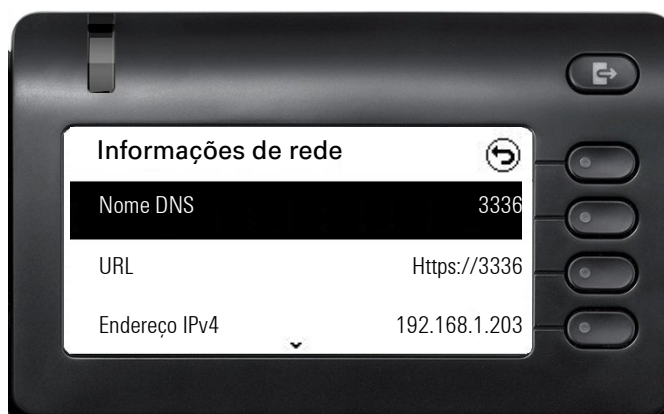 Informações de rede
Nome DNS 3336
URL Https://3336
Endereço IPv4 192.168.1.203